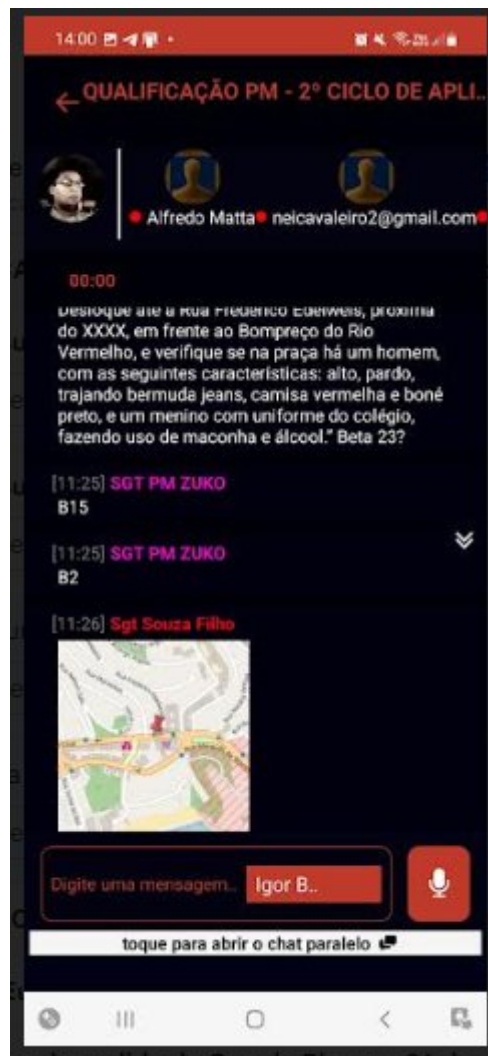 14:00
QUALIFICAÇÃO PM - 2º CICLO DE APLI..
Alfredo Matta neicavaleiro2@gmail.com
00:00
Desloque até a Rua Frederico Edelweis, próxima
do XXXX, em frente ao Bompreço do Rio
Vermelho, e verifique se na praça há um homem,
com as seguintes características: alto, pardo,
trajando bermuda jeans, camisa vermelha e boné
preto, e um menino com uniforme do colégio,
fazendo uso de maconha e álcool." Beta 23?
[11:25] SGT PM ZUKO
B15
[11:25] SGT PM ZUKO
B2
[11:26] Sgt Souza Filho
Digite uma mensagem.. Igor B..
toque para abrir o chat paralelo